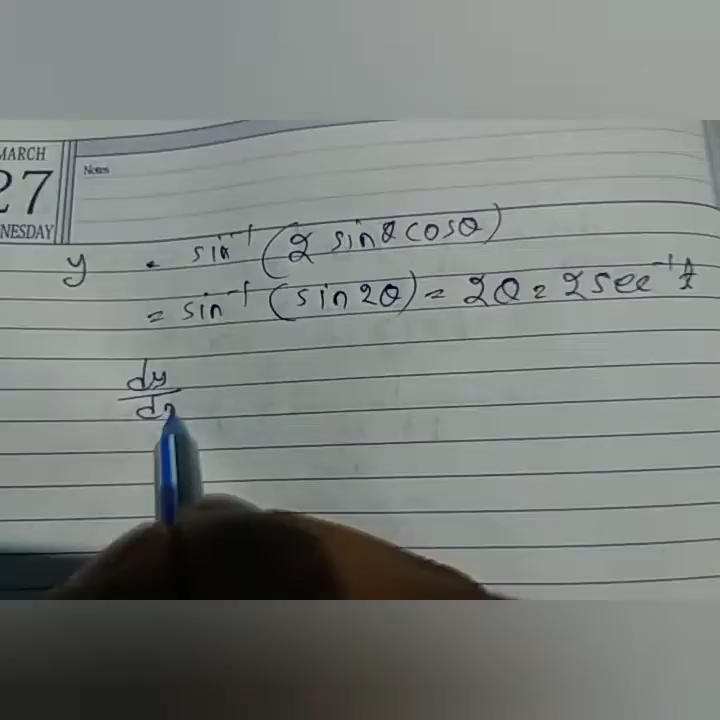 MARCH
27
NESDAY
Notes
y = sin⁻¹ (2 sinθ cosθ)
= sin⁻¹ (sin 2θ) = 2θ = 2 sec⁻¹
dy